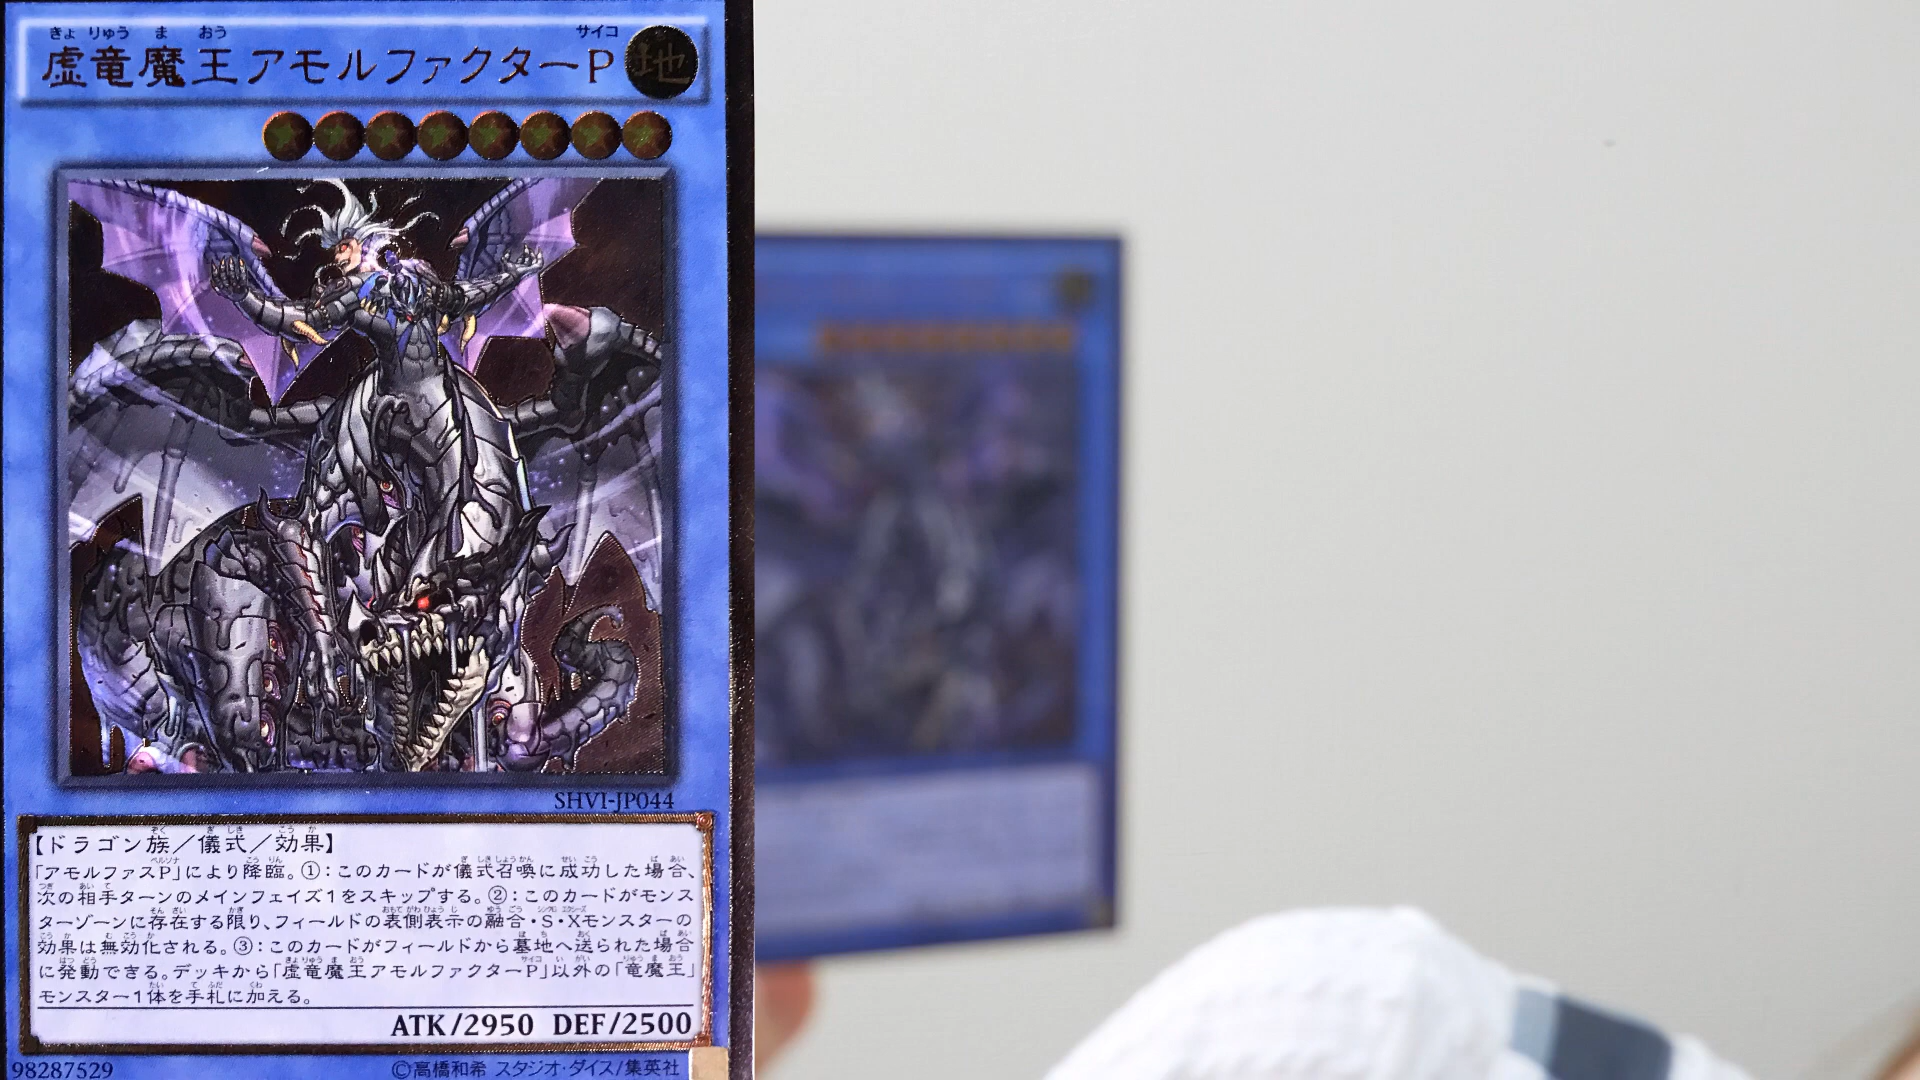 きょ りゅう ま おう サイコ
虚竜魔王アモルファクターP 地
SHVI-JP044
【ドラゴン族／儀式／効果】
「アモルファスP」により降臨。①：このカードが儀式召喚に成功した場合、
次の相手ターンのメインフェイズ1をスキップする。②：このカードがモンス
ターゾーンに存在する限り、フィールドの表側表示の融合・S・Xモンスターの
効果は無効化される。③：このカードがフィールドから墓地へ送られた場合
に発動できる。デッキから「虚竜魔王アモルファクターP」以外の「竜魔王」
モンスター1体を手札に加える。
ATK/2950 DEF/2500
98287529 ©高橋和希 スタジオ・ダイス/集英社